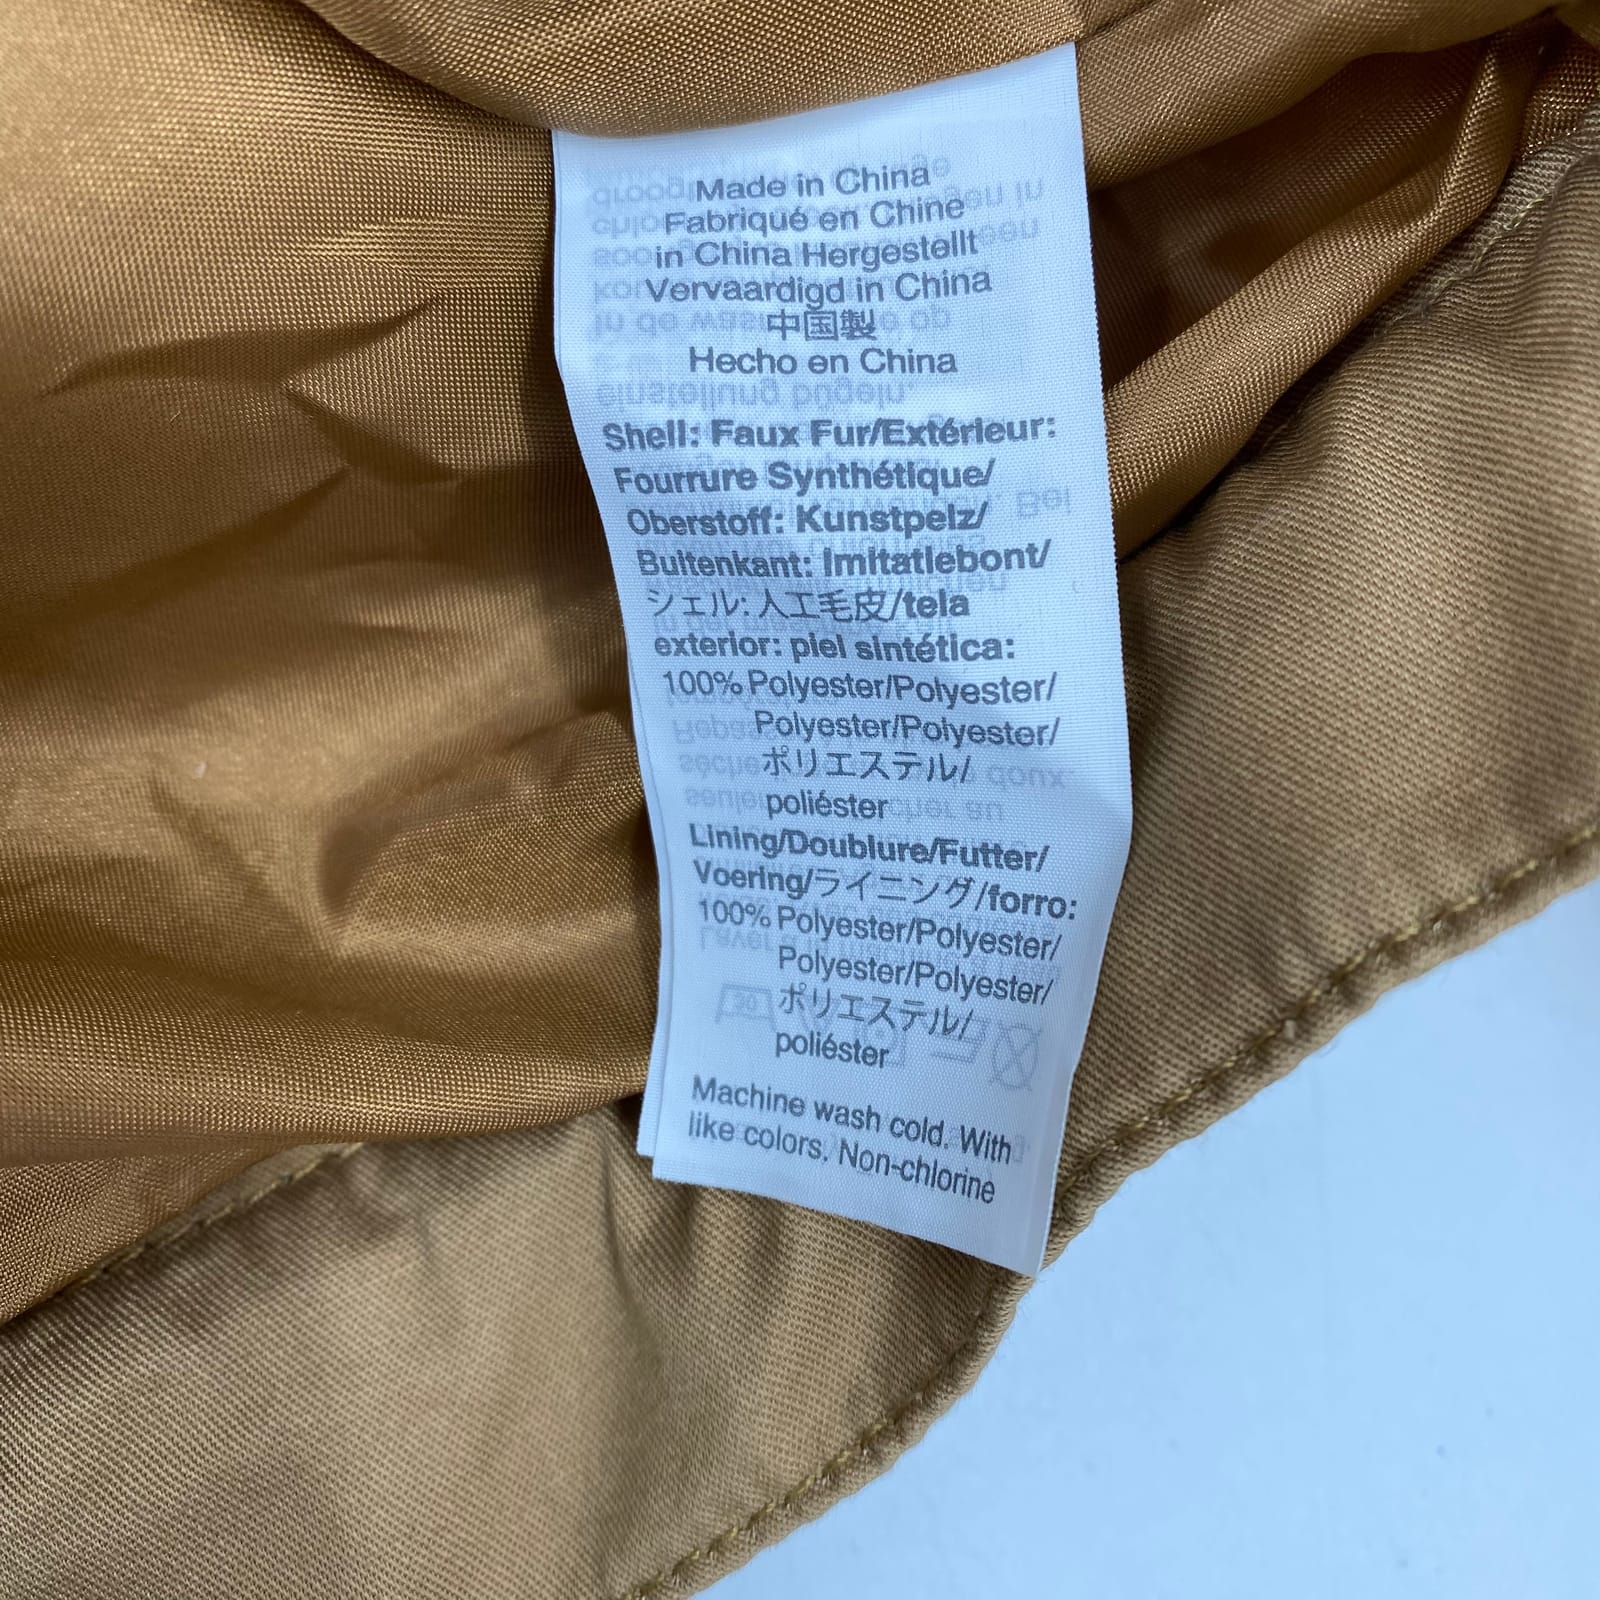 Made in China
Fabriqué en Chine
in China Hergestellt
Vervaardigd in China
中国製
Hecho en China
Shell: Faux Fur/Extérieur:
Fourrure Synthétique/
Oberstoff: Kunstpelz/
Buitenkant: Imitatiebont/
シェル:人工毛皮/tela
exterior: piel sintética:
100% Polyester/Polyester/
Polyester/Polyester/
ポリエステル/
poliéster
Lining/Doublure/Futter/
Voering/ライニング/forro:
100% Polyester/Polyester/
Polyester/Polyester/
ポリエステル/
poliéster
Machine wash cold. With
like colors. Non-chlorine